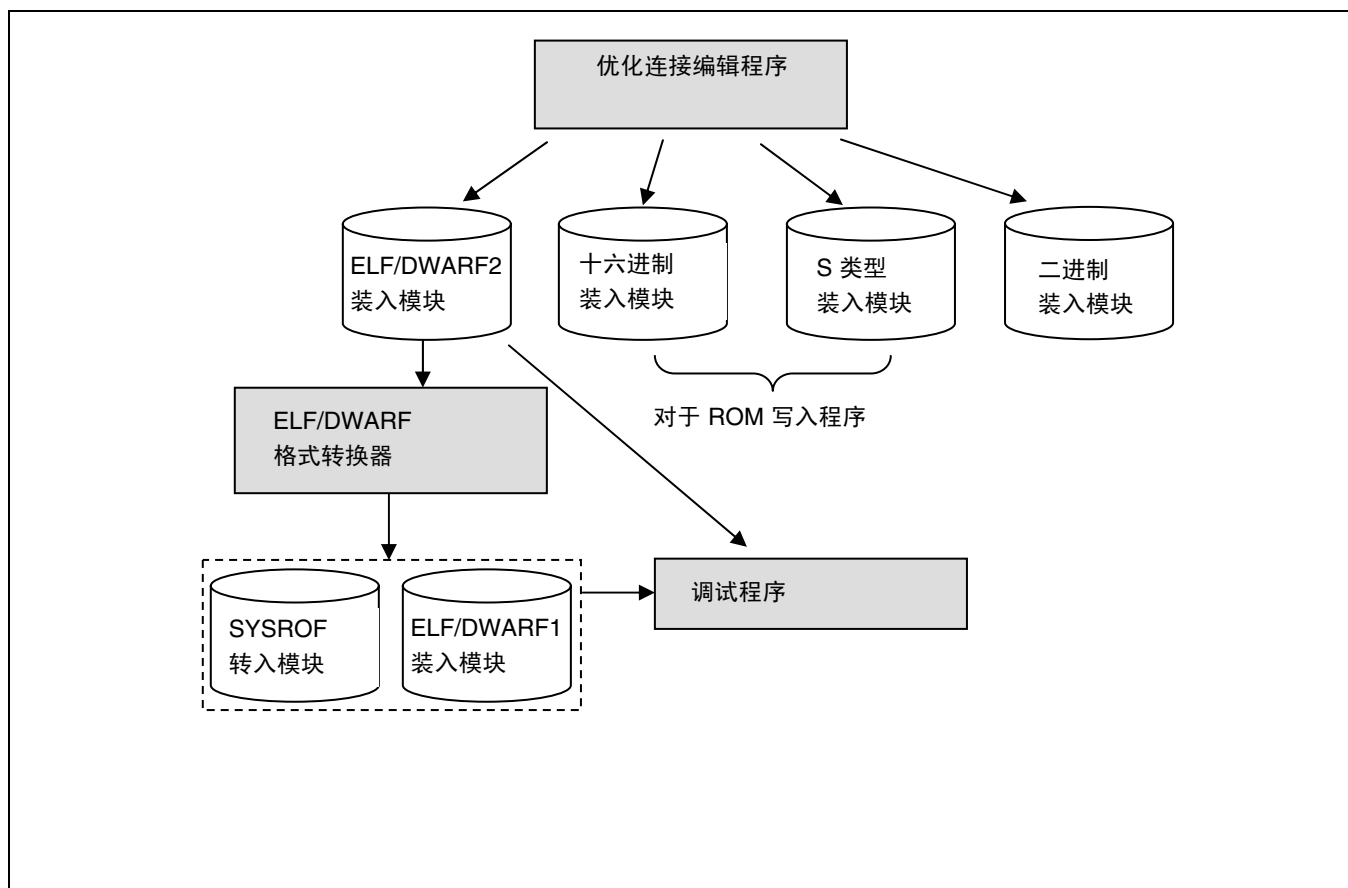 优化连接编辑程序
ELF/DWARF2
装入模块
十六进制
装入模块
S 类型
装入模块
二进制
装入模块
对于 ROM 写入程序
ELF/DWARF
格式转换器
SYSROF
转入模块
ELF/DWARF1
装入模块
调试程序